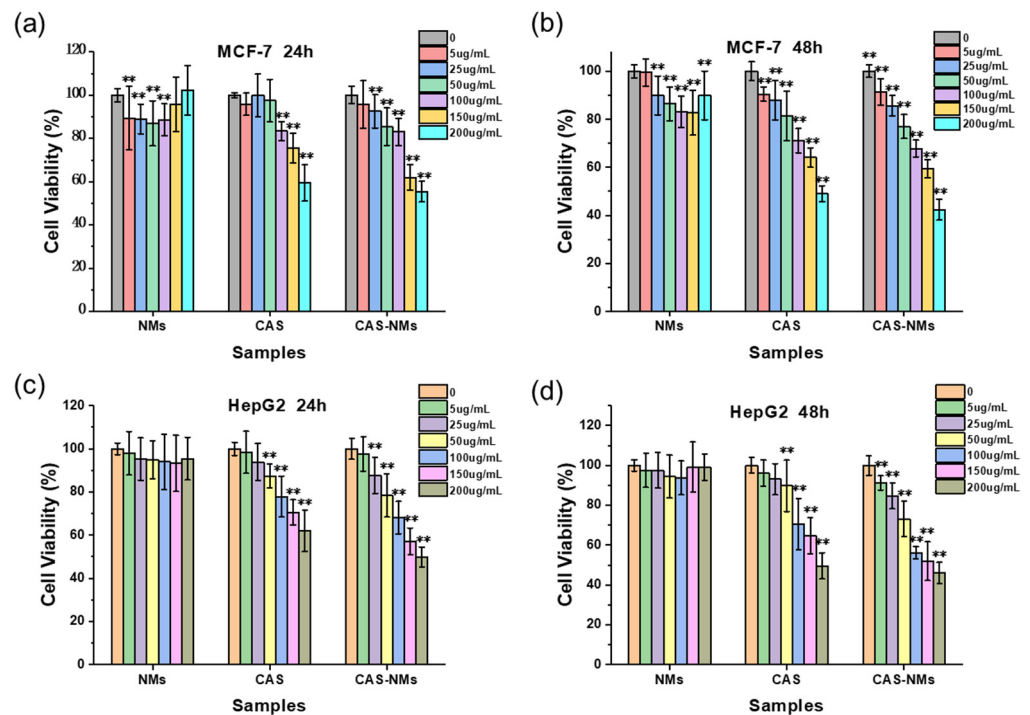 (a)
MCF-7 24h
0
5ug/mL
25ug/mL
50ug/mL
100ug/mL
150ug/mL
200ug/mL
Cell Viability (%)
120
100
80
60
40
20
0
** ** ** ** ** ** ** ** ** ** ** **
NMs CAS CAS-NMs
Samples
(b)
MCF-7 48h
0
5ug/mL
25ug/mL
50ug/mL
100ug/mL
150ug/mL
200ug/mL
Cell Viability (%)
100
80
60
40
20
0
** ** ** ** ** ** ** ** ** ** ** ** ** ** ** ** ** ** **
NMs CAS CAS-NMs
Samples
(c)
HepG2 24h
0
5ug/mL
25ug/mL
50ug/mL
100ug/mL
150ug/mL
200ug/mL
Cell Viability (%)
120
100
80
60
40
20
0
** ** ** ** ** ** ** ** **
NMs CAS CAS-NMs
Samples
(d)
HepG2 48h
0
5ug/mL
25ug/mL
50ug/mL
100ug/mL
150ug/mL
200ug/mL
Cell Viability (%)
120
100
80
60
40
20
0
** ** ** ** ** ** ** ** ** **
NMs CAS CAS-NMs
Samples